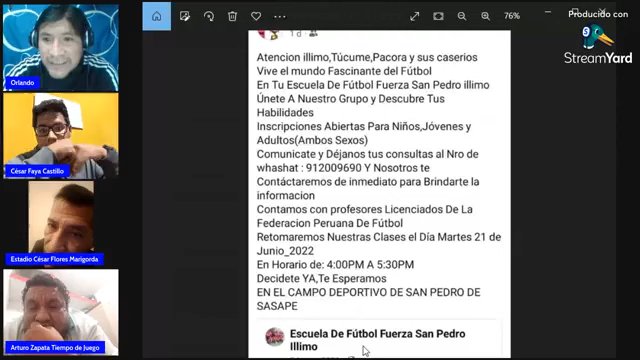 76%
Producido con
StreamYard
1 d
Atencion illimo,Túcume,Pacora y sus caserios
Vive el mundo Fascinante del Fútbol
En Tu Escuela De Fútbol Fuerza San Pedro illimo
Únete A Nuestro Grupo y Descubre Tus
Habilidades
Inscripciones Abiertas Para Niños,Jóvenes y
Adultos(Ambos Sexos)
Comunicate y Déjanos tus consultas al Nro de
whashat : 912009690 Y Nosotros te
Contáctaremos de inmediato para Brindarte la
informacion
Contamos con profesores Licenciados De La
Federacion Peruana De Fútbol
Retomaremos Nuestras Clases el Día Martes 21 de
Junio_2022
En Horario de: 4:00PM A 5:30PM
Decidete YA,Te Esperamos
EN EL CAMPO DEPORTIVO DE SAN PEDRO DE
SASAPE
Escuela De Fútbol Fuerza San Pedro
Illimo
Orlando
César Faya Castillo
Estadio César Flores Marigorda
Arturo Zapata Tiempo de Juego